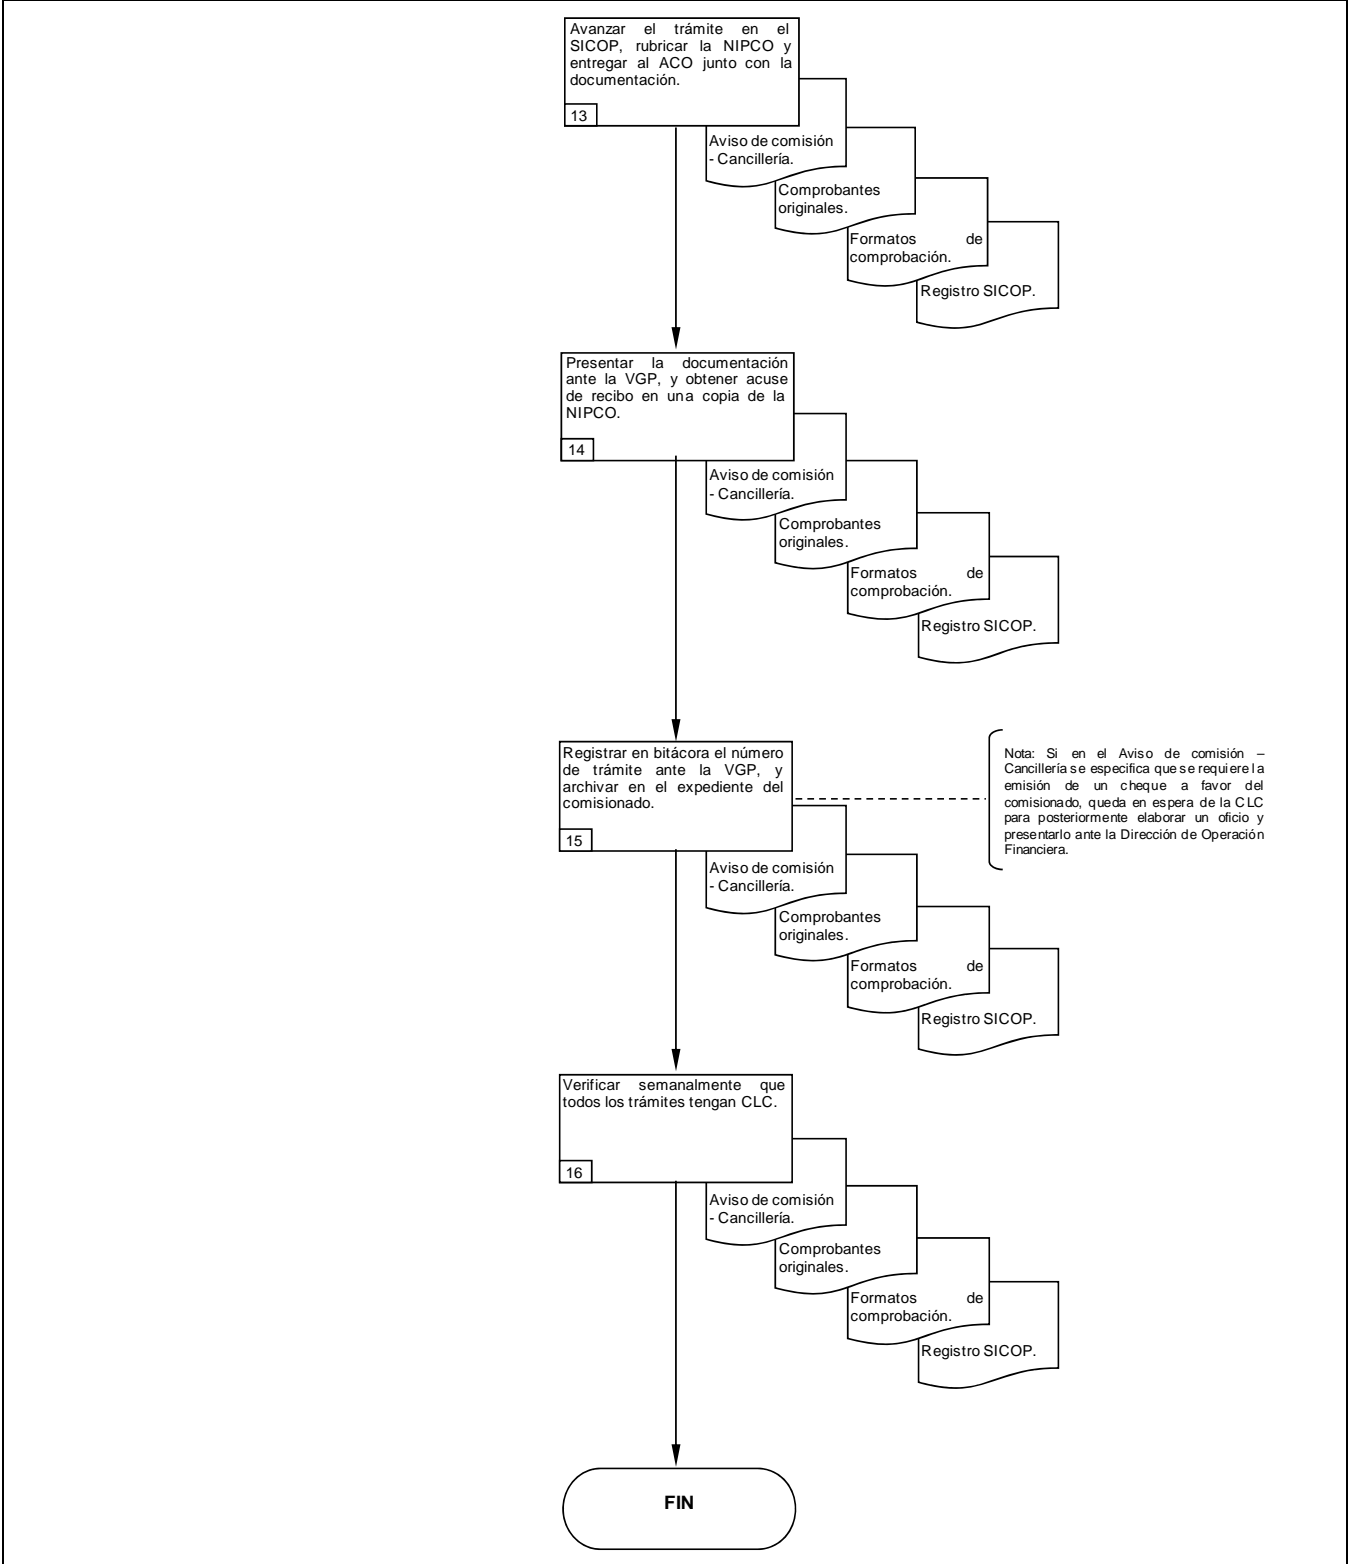 Avanzar el trámite en el
SICOP, rubricar la NIPCO y
entregar al ACO junto con la
documentación.
13
Aviso de comisión
- Cancillería.
Comprobantes
originales.
Formatos de
comprobación.
Registro SICOP.
Presentar la documentación
ante la VGP, y obtener acuse
de recibo en una copia de la
NIPCO.
14
Aviso de comisión
- Cancillería.
Comprobantes
originales.
Formatos de
comprobación.
Registro SICOP.
Registrar en bitácora el número
de trámite ante la VGP, y
archivar en el expediente del
comisionado.
15
Nota: Si en el Aviso de comisión –
Cancillería se especifica que se requiere la
emisión de un cheque a favor del
comisionado, queda en espera de la CLC
para posteriormente elaborar un oficio y
presentarlo ante la Dirección de Operación
Financiera.
Aviso de comisión
- Cancillería.
Comprobantes
originales.
Formatos de
comprobación.
Registro SICOP.
Verificar semanalmente que
todos los trámites tengan CLC.
16
Aviso de comisión
- Cancillería.
Comprobantes
originales.
Formatos de
comprobación.
Registro SICOP.
FIN